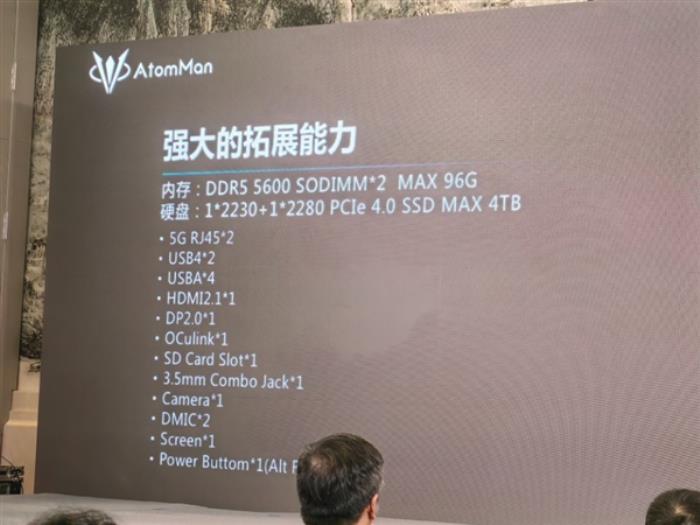 AtomMan
强大的拓展能力
内存：DDR5 5600 SODIMM*2 MAX 96G
硬盘：1*2230+1*2280 PCIe 4.0 SSD MAX 4TB
• 5G RJ45*2
• USB4*2
• USBA*4
• HDMI2.1*1
• DP2.0*1
• OCulink*1
• SD Card Slot*1
• 3.5mm Combo Jack*1
• Camera*1
• DMIC*2
• Screen*1
• Power Buttom*1(Alt